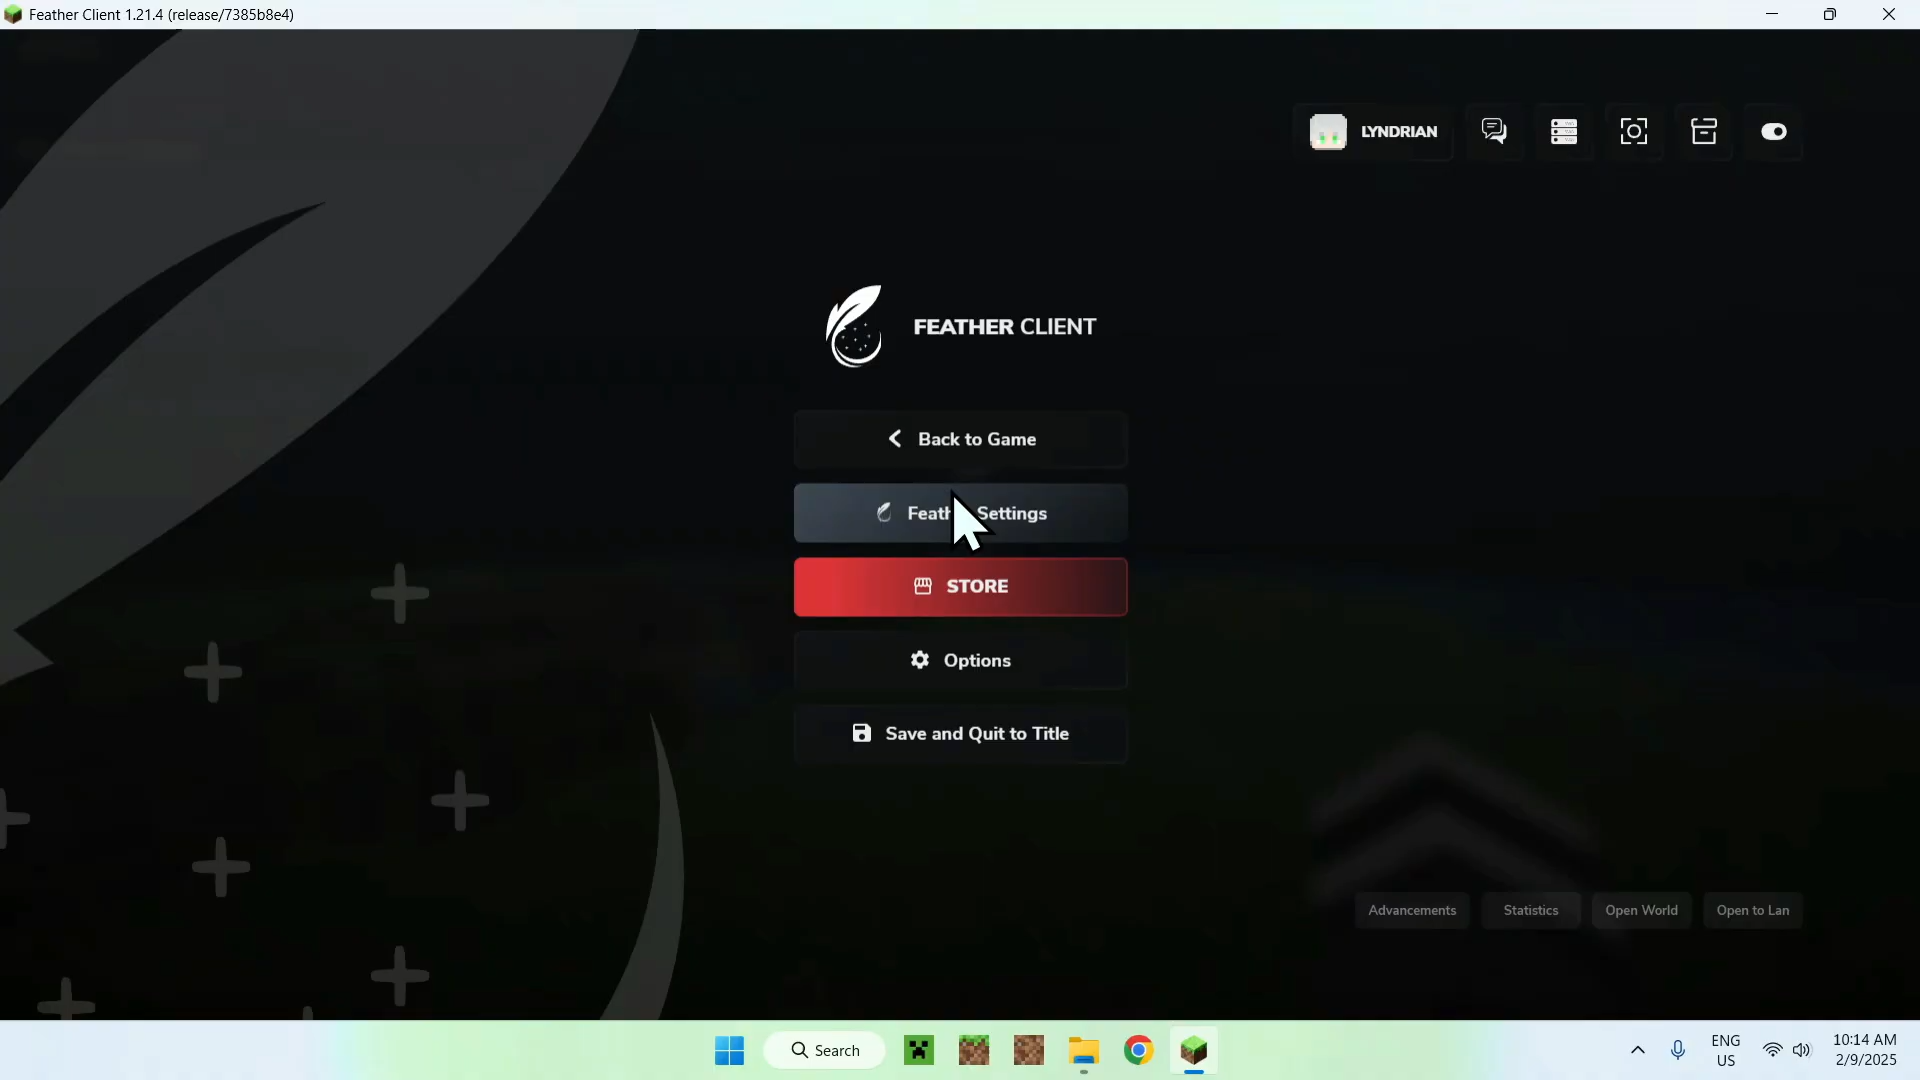 Feather Client 1.21.4 (release/7385b8e4)
LYNDRIAN
FEATHER CLIENT
Back to Game
Feath Settings
STORE
Options
Save and Quit to Title
Advancements Statistics Open World Open to Lan
Search
ENG
US
10:14 AM
2/9/2025